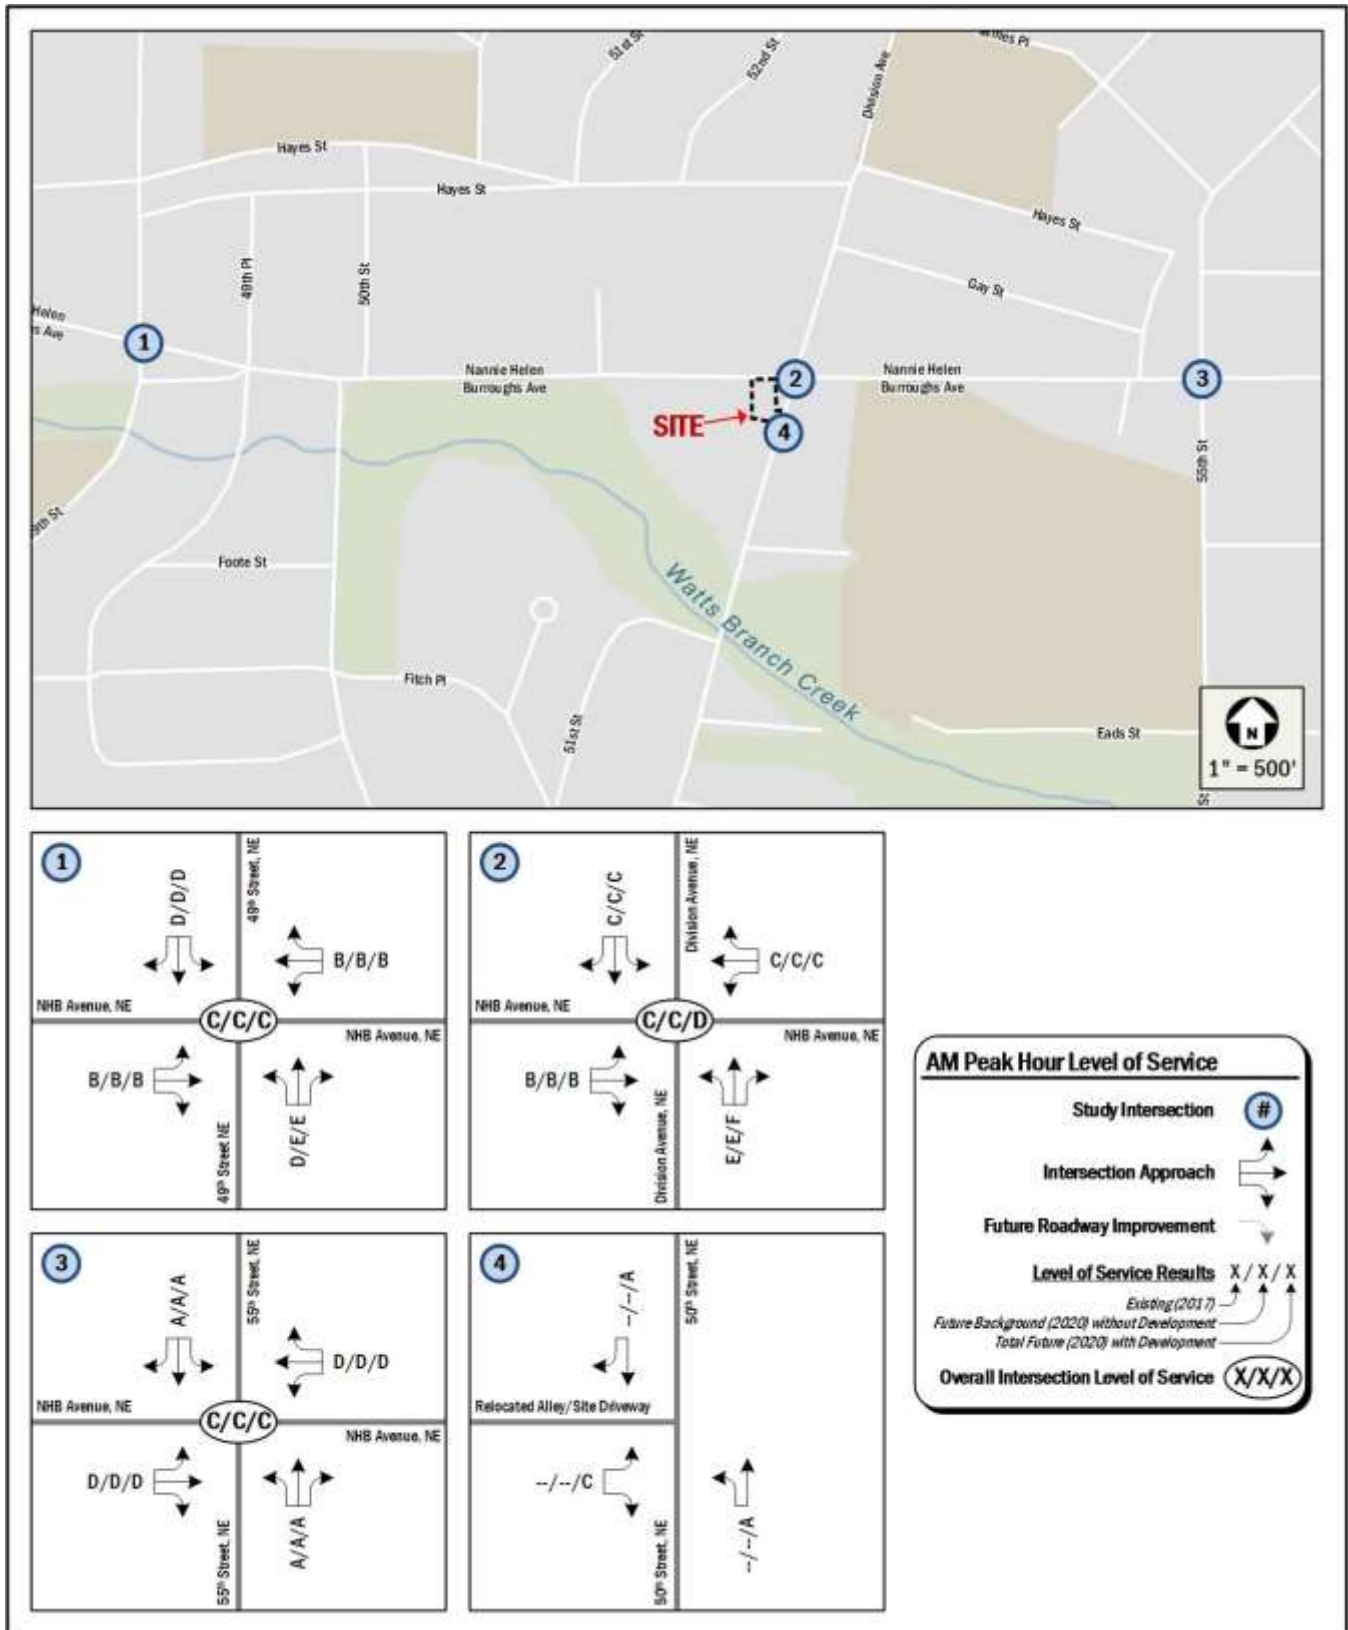 51st St
52nd St
Division Ave
Hayes St
Hayes St
Hayes St
49th Pl
50th St
Gay St
Helen
1
Nannie Helen
Burroughs Ave
2
Nannie Helen
Burroughs Ave
3
SITE
4
55th St
Foote St
Watts Branch Creek
Fitch Pl
51st St
Eads St
N
1" = 500'
1
D/D/D
49th Street, NE
B/B/B
NHB Avenue, NE
C/C/C
NHB Avenue, NE
B/B/B
49th Street NE
D/E/E
2
C/C/C
Division Avenue, NE
C/C/C
NHB Avenue, NE
C/C/D
NHB Avenue, NE
B/B/B
Division Avenue, NE
E/E/F
3
A/A/A
55th Street, NE
D/D/D
NHB Avenue, NE
C/C/C
NHB Avenue, NE
D/D/D
55th Street, NE
A/A/A
4
--/--/A
50th Street, NE
Relocated Alley/Site Driveway
--/--/C
50th Street, NE
--/--/A
AM Peak Hour Level of Service
Study Intersection #
Intersection Approach
Future Roadway Improvement
Level of Service Results X/X/X
Existing (2017)
Future Background (2020) without Development
Total Future (2020) with Development
Overall Intersection Level of Service X/X/X